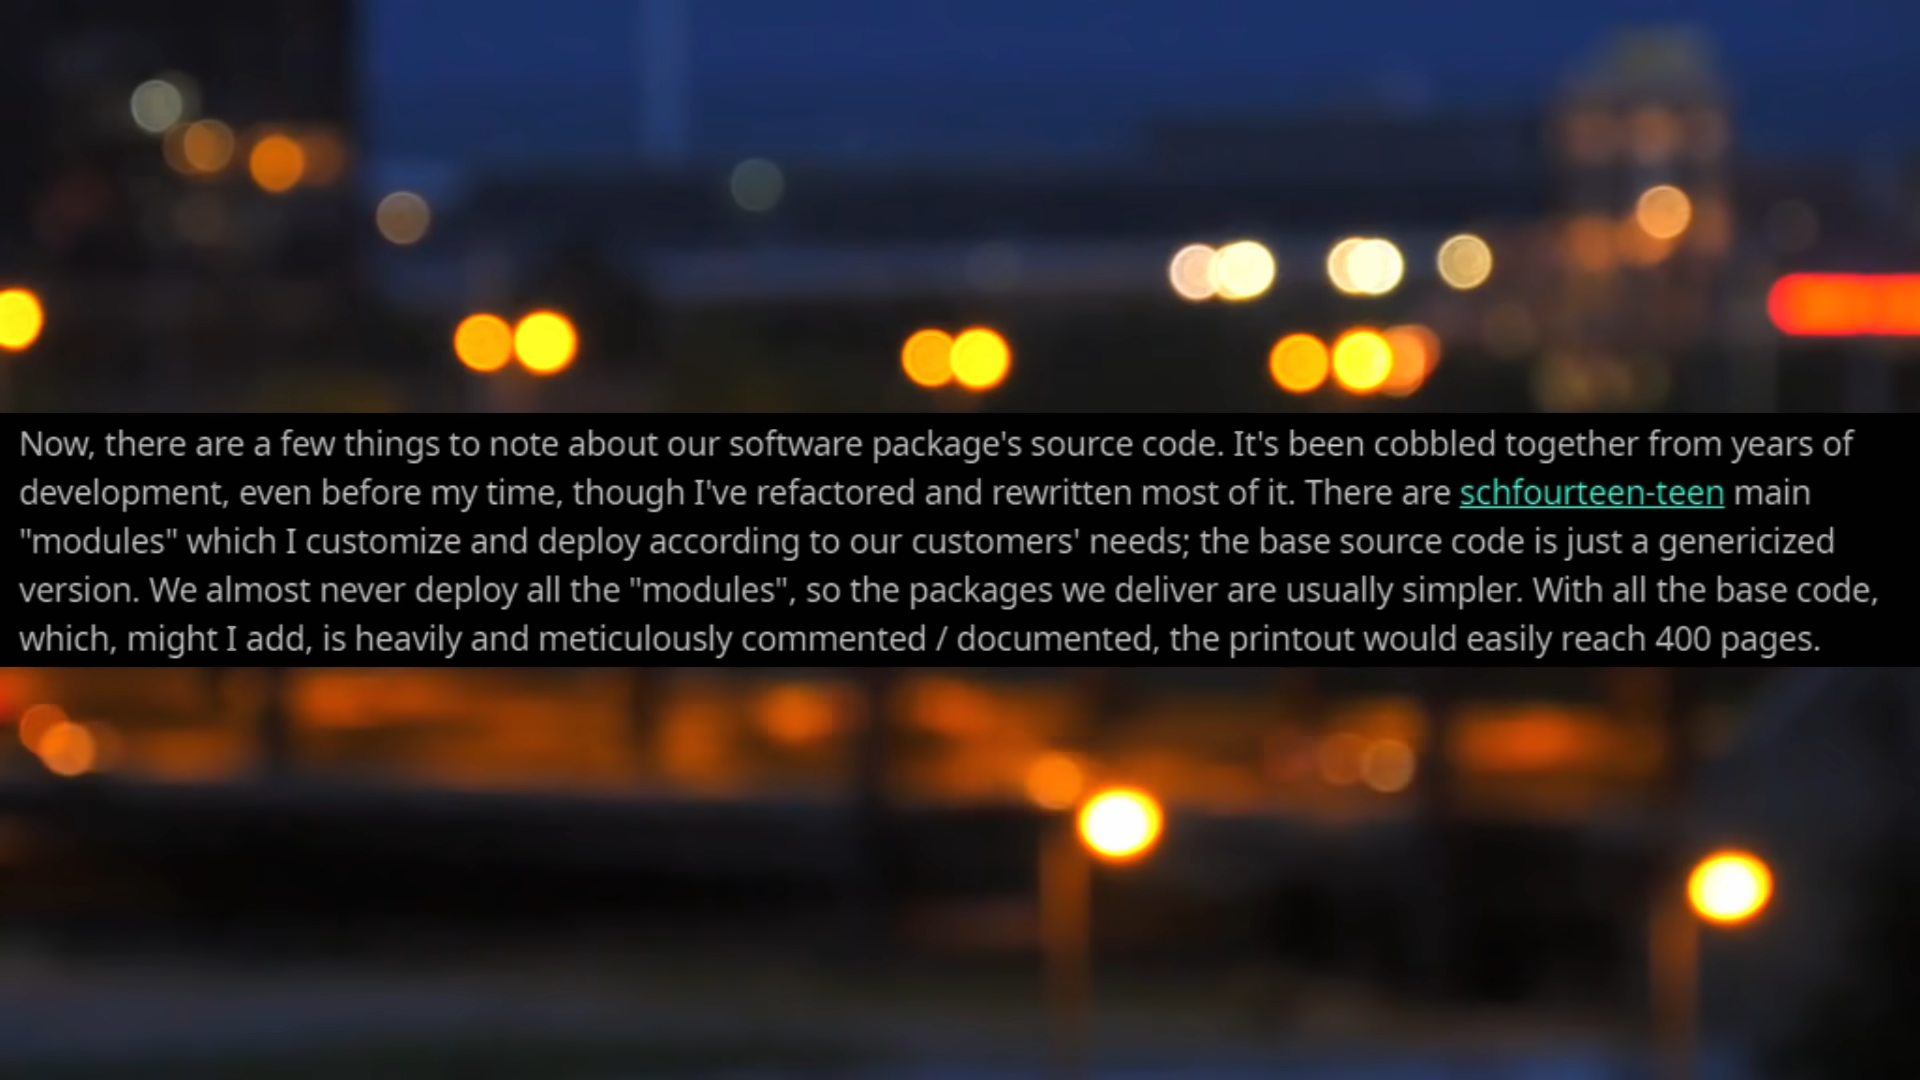 Now, there are a few things to note about our software package's source code. It's been cobbled together from years of
development, even before my time, though I've refactored and rewritten most of it. There are schfourteen-teen main
"modules" which I customize and deploy according to our customers' needs; the base source code is just a genericized
version. We almost never deploy all the "modules", so the packages we deliver are usually simpler. With all the base code,
which, might I add, is heavily and meticulously commented / documented, the printout would easily reach 400 pages.